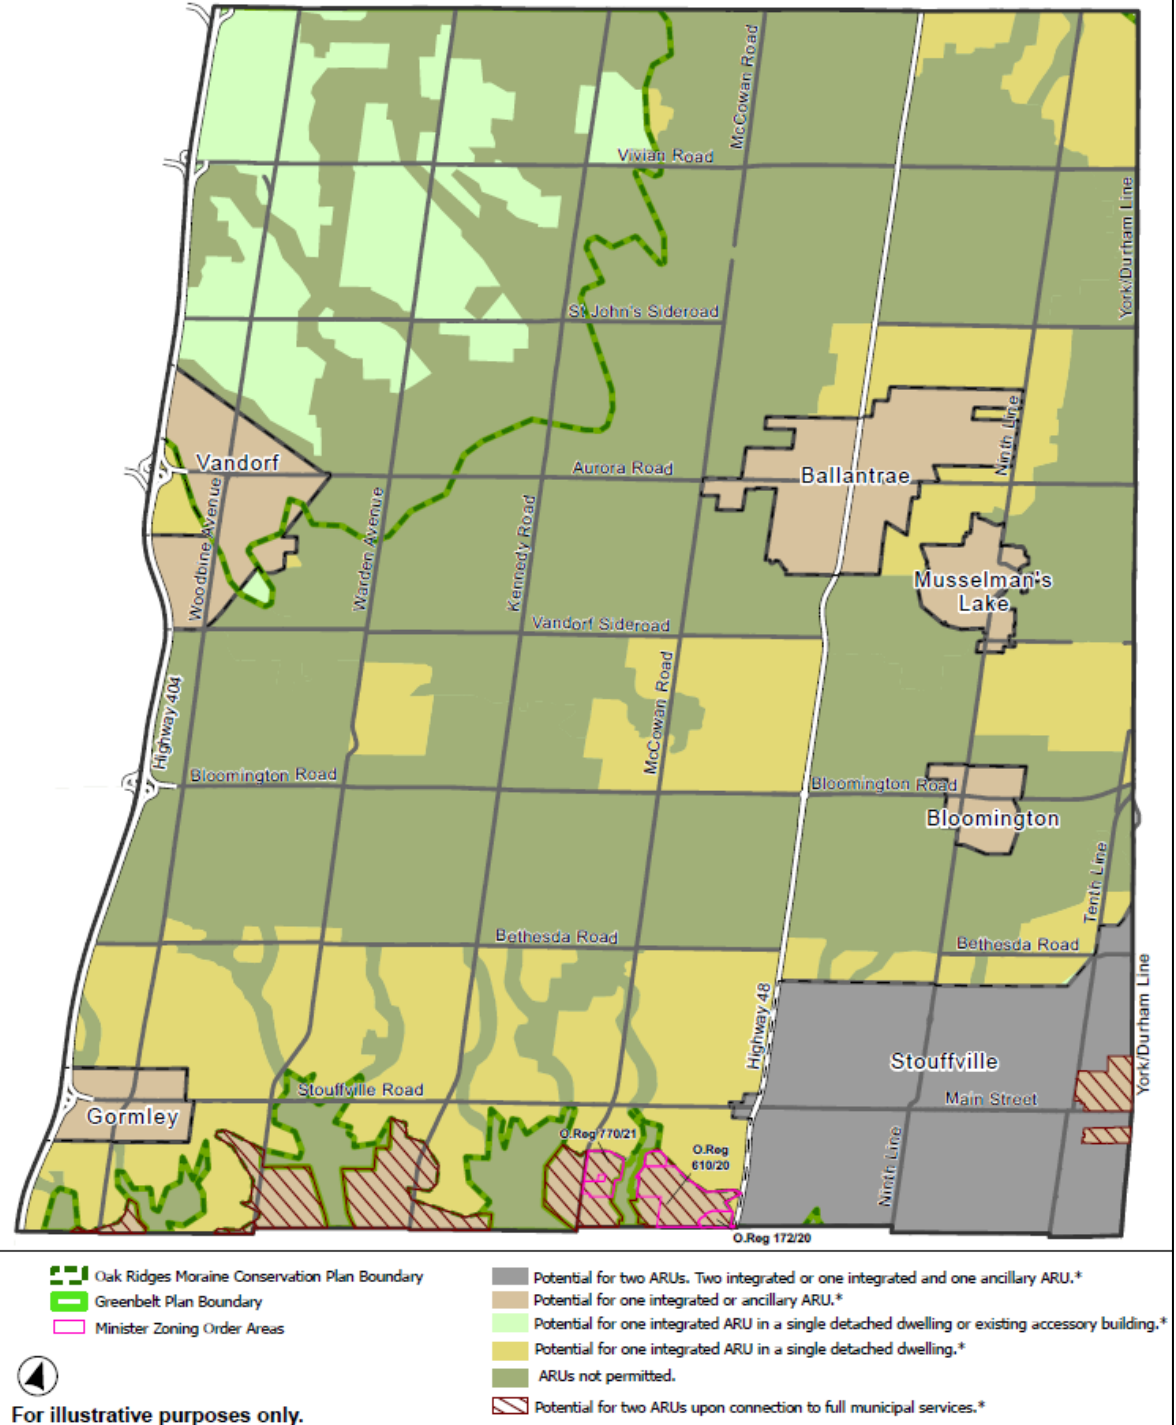 McCowan Road
Vivian Road
York/Durham Line
St John's Sideroad
Ninth Line
Vandorf
Aurora Road
Ballantrae
Woodbine Avenue
Warden Avenue
Kennedy Road
Musselman's
Lake
Vandorf Sideroad
Highway 404
McCowan Road
Bloomington Road
Bloomington Road
Bloomington
Tenth Line
Bethesda Road
Bethesda Road
York/Durham Line
Highway 48
Stouffville
Stouffville Road
Main Street
Gormley
O.Reg 770/21
O.Reg
610/20
Ninth Line
O.Reg 172/20
Oak Ridges Moraine Conservation Plan Boundary
Greenbelt Plan Boundary
Minister Zoning Order Areas
Potential for two ARUs. Two integrated or one integrated and one ancillary ARU.*
Potential for one integrated or ancillary ARU.*
Potential for one integrated ARU in a single detached dwelling or existing accessory building.*
Potential for one integrated ARU in a single detached dwelling.*
ARUs not permitted.
Potential for two ARUs upon connection to full municipal services.*
For illustrative purposes only.